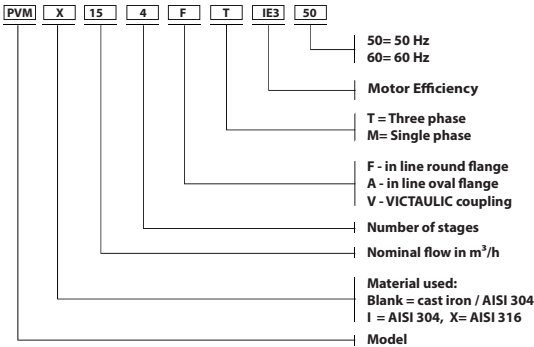 PVM X 15 4 F T IE3 50
50= 50 Hz
60= 60 Hz
Motor Efficiency
T = Three phase
M= Single phase
F - in line round flange
A - in line oval flange
V - VICTAULIC coupling
Number of stages
Nominal flow in m³/h
Material used:
Blank = cast iron / AISI 304
I = AISI 304, X= AISI 316
Model